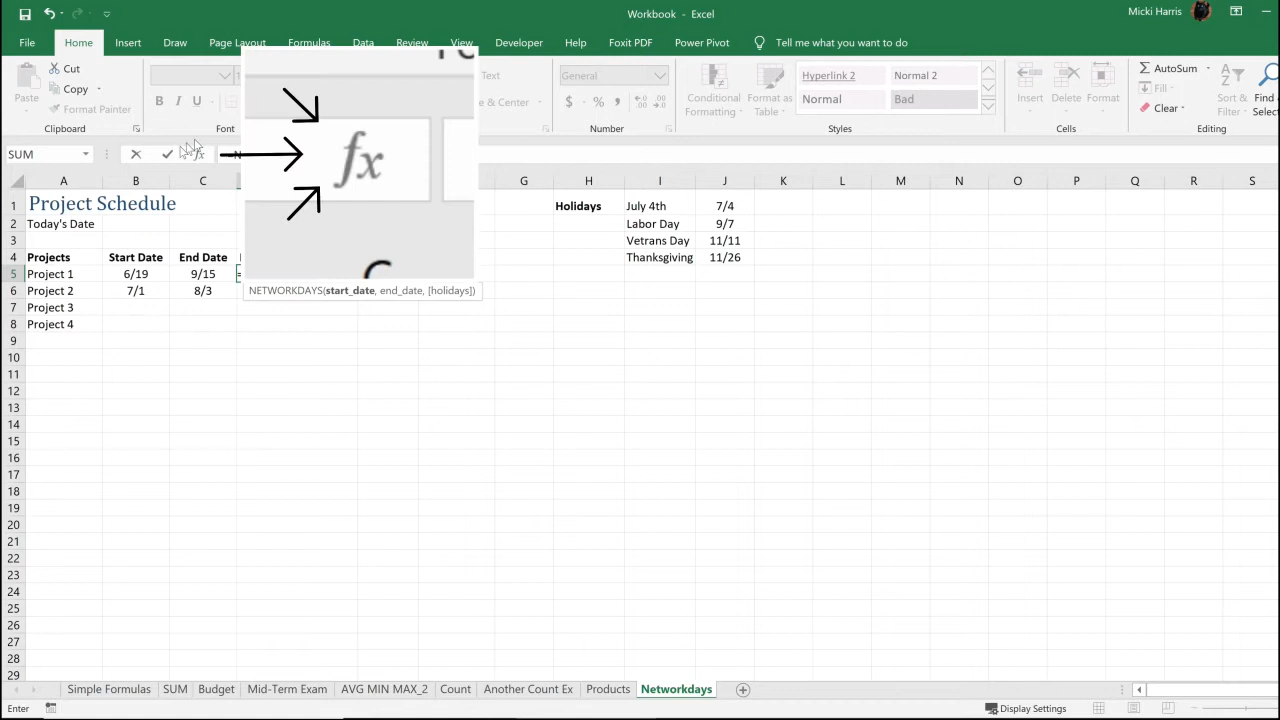 Workbook - Excel
Micki Harris
File Home Insert Draw Page Layout Formulas Data Review View Developer Help Foxit PDF Power Pivot Tell me what you want to do
Cut
Copy
Paste
Format Painter
Clipboard
B I U
Font
Text
& Center
General
$ % ,
Number
Conditional Formatting
Format as Table
Hyperlink 2 Normal 2
Normal Bad
Styles
Insert Delete Format
Cells
AutoSum
Fill
Clear
Sort &
Filter
Find
Select
Editing
SUM
fx
fx
A B C G H I J K L M N O P Q R S
1 Project Schedule Holidays July 4th 7/4
2 Today's Date Labor Day 9/7
3 Vetrans Day 11/11
4 Projects Start Date End Date Thanksgiving 11/26
5 Project 1 6/19 9/15 =
6 Project 2 7/1 8/3
NETWORKDAYS(start_date, end_date, [holidays])
7 Project 3
8 Project 4
9
10
11
12
13
14
15
16
17
18
19
20
21
22
23
24
25
26
27
28
29
Simple Formulas SUM Budget Mid-Term Exam AVG MIN MAX_2 Count Another Count Ex Products Networkdays
Enter
Display Settings